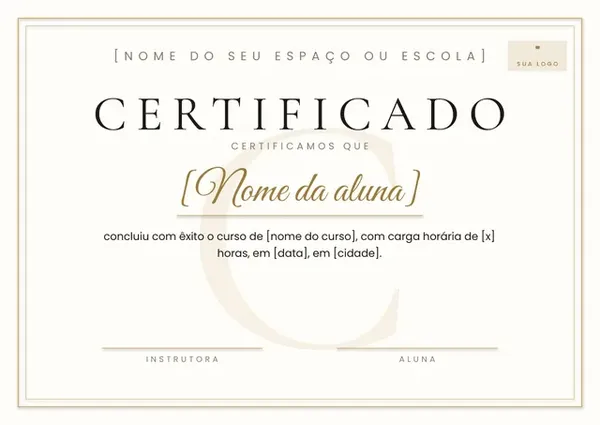 [NOME DO SEU ESPAÇO OU ESCOLA]
SUA LOGO
CERTIFICADO
CERTIFICAMOS QUE
[Nome da aluna]
concluiu com êxito o curso de [nome do curso], com carga horária de [x]
horas, em [data], em [cidade].
INSTRUTORA
ALUNA
C